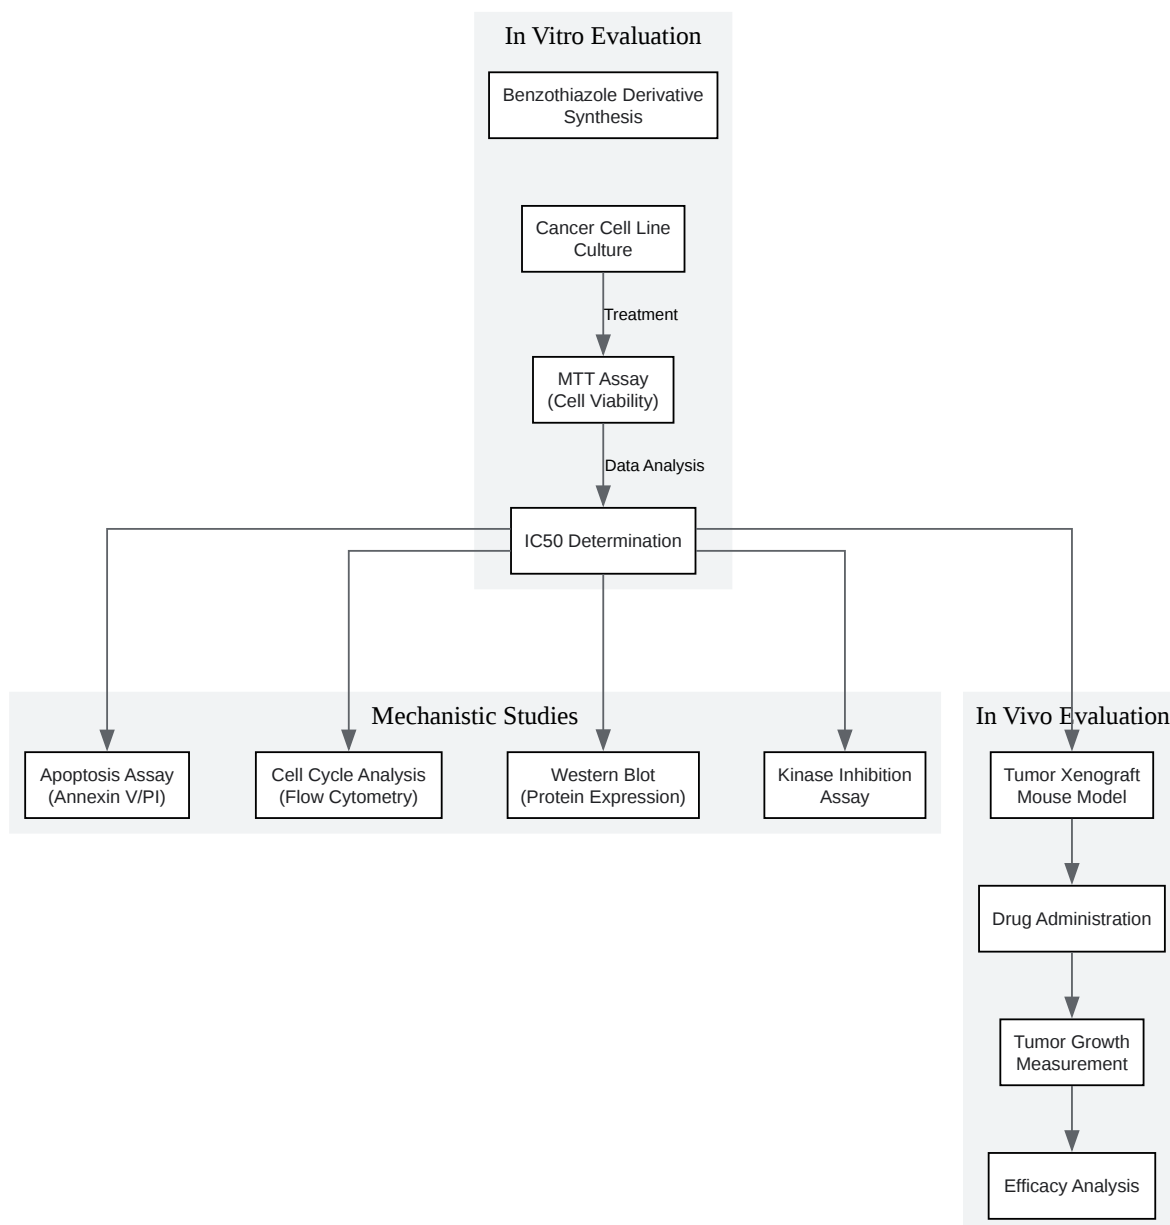 In Vitro Evaluation
Benzothiazole Derivative
Synthesis
Cancer Cell Line
Culture
Treatment
MTT Assay
(Cell Viability)
Data Analysis
IC50 Determination
Mechanistic Studies
Apoptosis Assay
(Annexin V/PI)
Cell Cycle Analysis
(Flow Cytometry)
Western Blot
(Protein Expression)
Kinase Inhibition
Assay
In Vivo Evaluation
Tumor Xenograft
Mouse Model
Drug Administration
Tumor Growth
Measurement
Efficacy Analysis